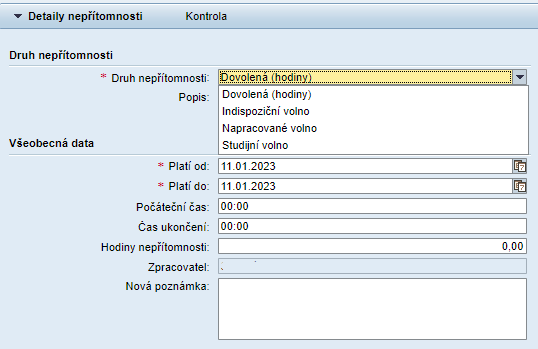 Detaily nepřítomnosti Kontrola
Druh nepřítomnosti
* Druh nepřítomnosti: Dovolená (hodiny)
Popis: Dovolená (hodiny)
Indispoziční volno
Napracované volno
Studijní volno
Všeobecná data
* Platí od: 11.01.2023
* Platí do: 11.01.2023
Počáteční čas: 00:00
Čas ukončení: 00:00
Hodiny nepřítomnosti: 0,00
Zpracovatel:
Nová poznámka: